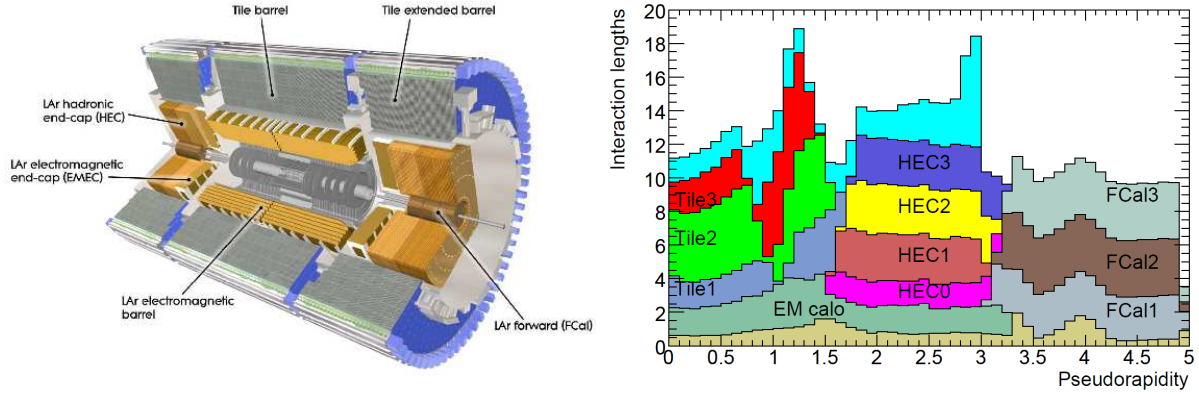 Tile barrel
Tile extended barrel
LAr hadronic
end-cap (HEC)
LAr electromagnetic
end-cap (EMEC)
LAr electromagnetic
barrel
LAr forward (FCal)
Interaction lengths
20
18
16
14
12
10
8
6
4
2
0
Tile3
Tile2
Tile1
EM calo
HEC3
HEC2
HEC1
HEC0
FCal3
FCal2
FCal1
0 0.5 1 1.5 2 2.5 3 3.5 4 4.5 5
Pseudorapidity